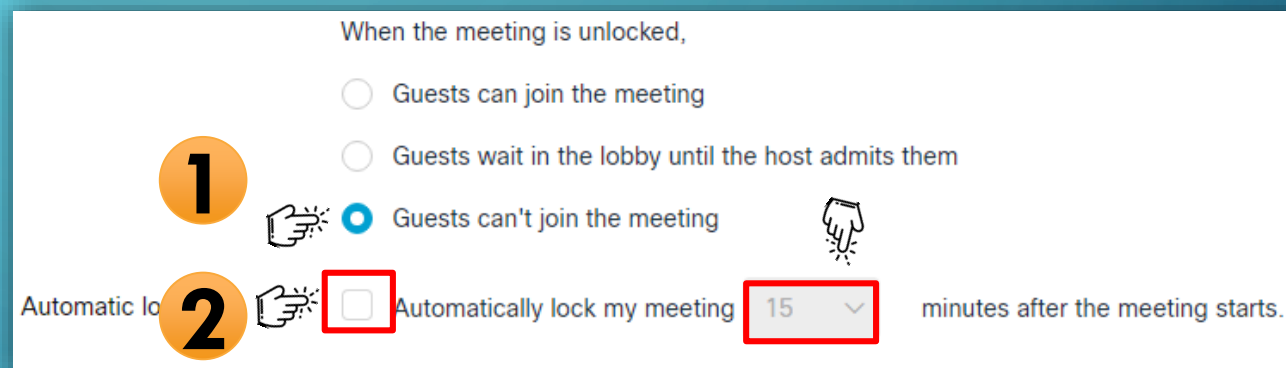 When the meeting is unlocked,
Guests can join the meeting
Guests wait in the lobby until the host admits them
1
Guests can't join the meeting
Automatic 2 Automatically lock my meeting 15 minutes after the meeting starts.